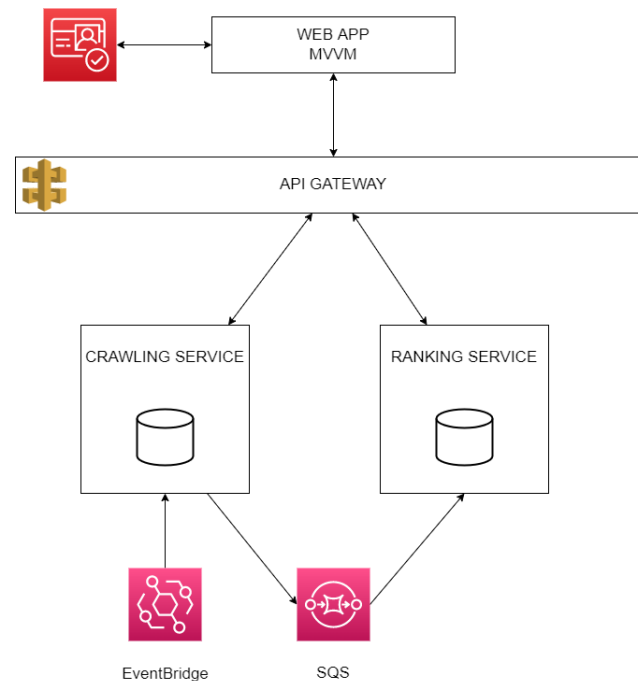 WEB APP
MVVM
API GATEWAY
CRAWLING SERVICE
RANKING SERVICE
EventBridge
SQS